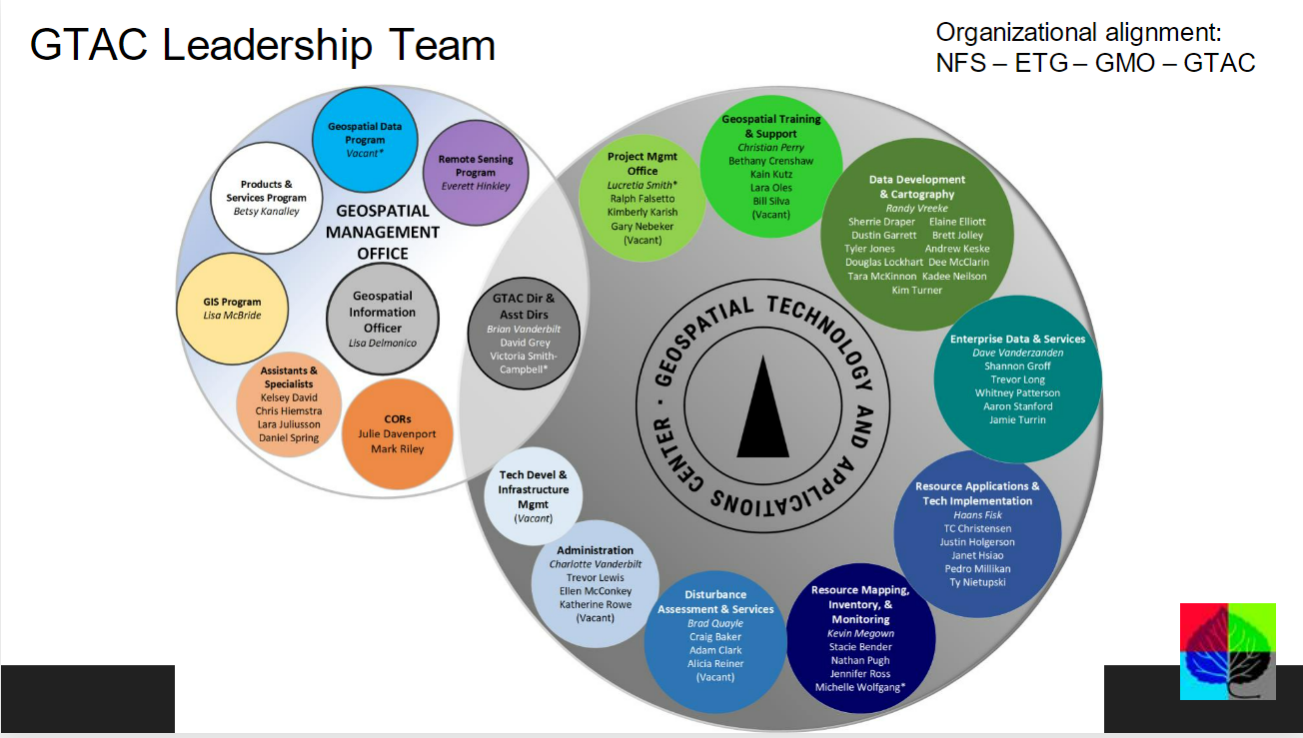 GTAC Leadership Team
Organizational alignment:
NFS – ETG – GMO – GTAC
Geospatial Data
Program
Vacant*
Remote Sensing
Program
Everett Hinkley
Products &
Services Program
Betsy Kanalley
GEOSPATIAL
MANAGEMENT
OFFICE
GIS Program
Lisa McBride
Geospatial
Information
Officer
Lisa Delmonico
Assistants &
Specialists
Kelsey David
Chris Hiemstra
Lara Juliusson
Daniel Spring
CORs
Julie Davenport
Mark Riley
GTAC Dir &
Asst Dirs
Brian Vanderbilt
David Grey
Victoria Smith-
Campbell*
Project Mgmt
Office
Lucretia Smith*
Ralph Falsetto
Kimberly Karish
Gary Nebeker
(Vacant)
Geospatial Training
& Support
Christian Perry
Bethany Crenshaw
Kain Kutz
Lara Oles
Bill Silva
(Vacant)
Data Development
& Cartography
Randy Vreeke
Sherrie Draper Elaine Elliott
Dustin Garrett Brett Jolley
Tyler Jones Andrew Keske
Douglas Lockhart Dee McClarin
Tara McKinnon Kadee Neilson
Kim Turner
Enterprise Data & Services
Dave Vanderzanden
Shannon Groff
Trevor Long
Whitney Patterson
Aaron Stanford
Jamie Turrin
Resource Applications &
Tech Implementation
Haans Fisk
TC Christensen
Justin Holgerson
Janet Hsiao
Pedro Millikan
Ty Nietupski
Resource Mapping,
Inventory, &
Monitoring
Kevin Megown
Stacie Bender
Nathan Pugh
Jennifer Ross
Michelle Wolfgang*
Disturbance
Assessment & Services
Brad Quayle
Craig Baker
Adam Clark
Alicia Reiner
(Vacant)
Administration
Charlotte Vanderbilt
Trevor Lewis
Ellen McConkey
Katherine Rowe
(Vacant)
Tech Devel &
Infrastructure
Mgmt
(Vacant)
GEOSPATIAL TECHNOLOGY AND APPLICATIONS CENTER ·